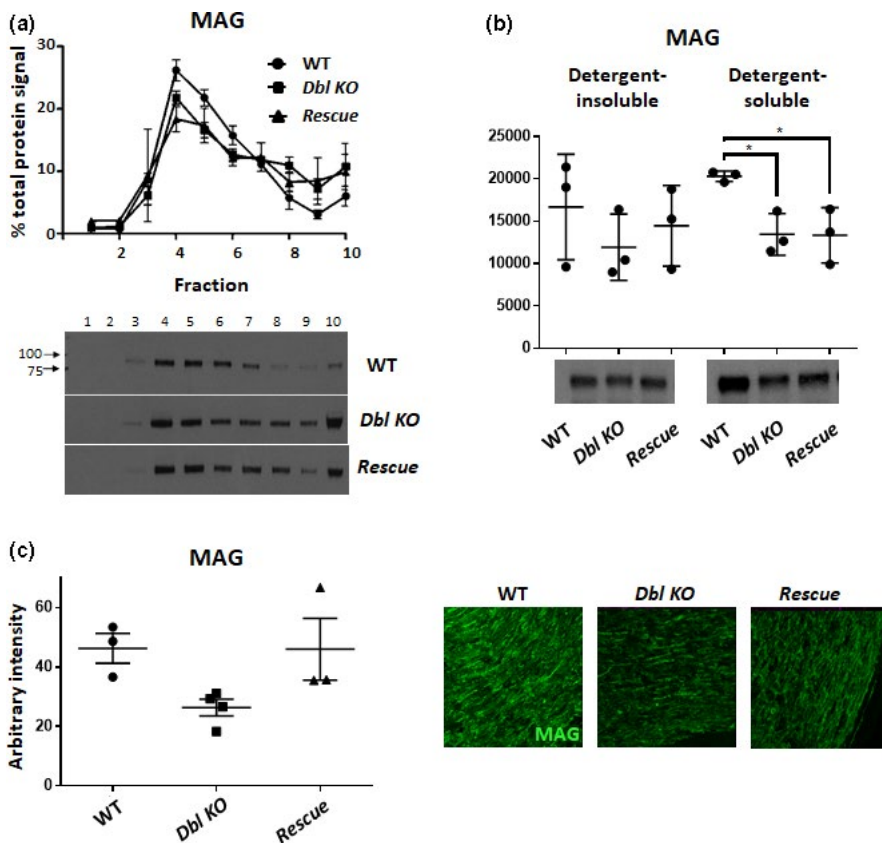 (a)
MAG
% total protein signal
30
20
10
0
2
4
6
8
10
Fraction
WT
Dbl KO
Rescue
1 2 3 4 5 6 7 8 9 10
100
75
WT
Dbl KO
Rescue
(b)
MAG
Detergent-
insoluble
Detergent-
soluble
25000
20000
15000
10000
5000
0
*
*
WT
Dbl KO
Rescue
WT
Dbl KO
Rescue
(c)
MAG
Arbitrary intensity
60
40
20
0
WT
Dbl KO
Rescue
WT
Dbl KO
Rescue
MAG